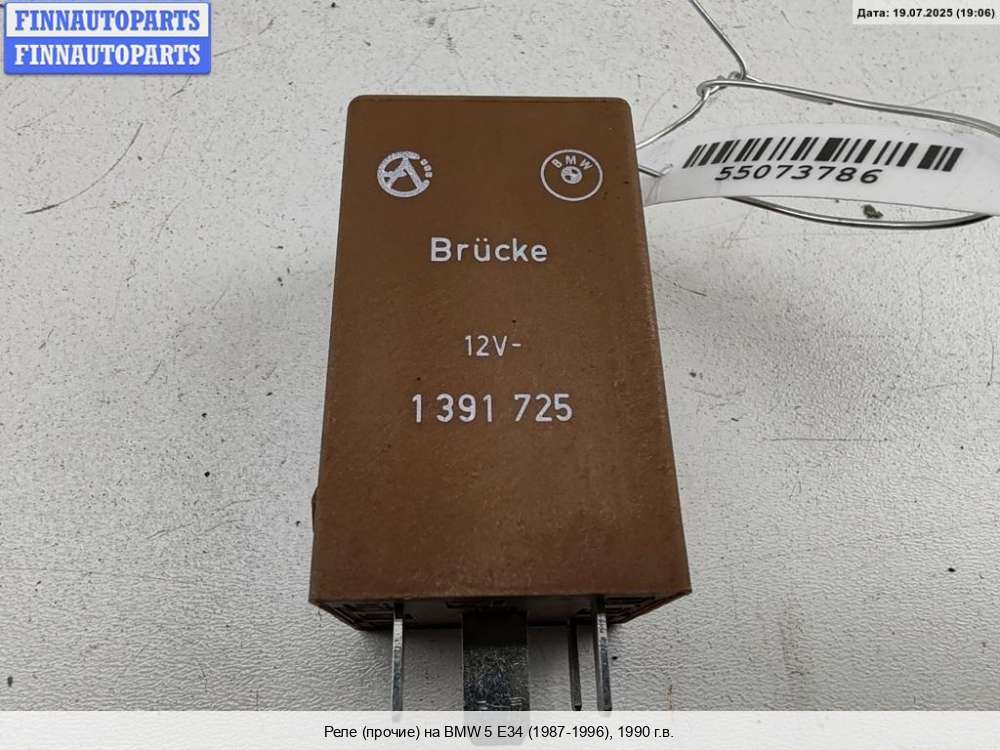 FINNAUTOPARTS
FINNAUTOPARTS
Дата: 19.07.2025 (19:06)
BMW
55073786
Brücke
12V-
1 391 725
Реле (прочие) на BMW 5 E34 (1987-1996), 1990 г.в.